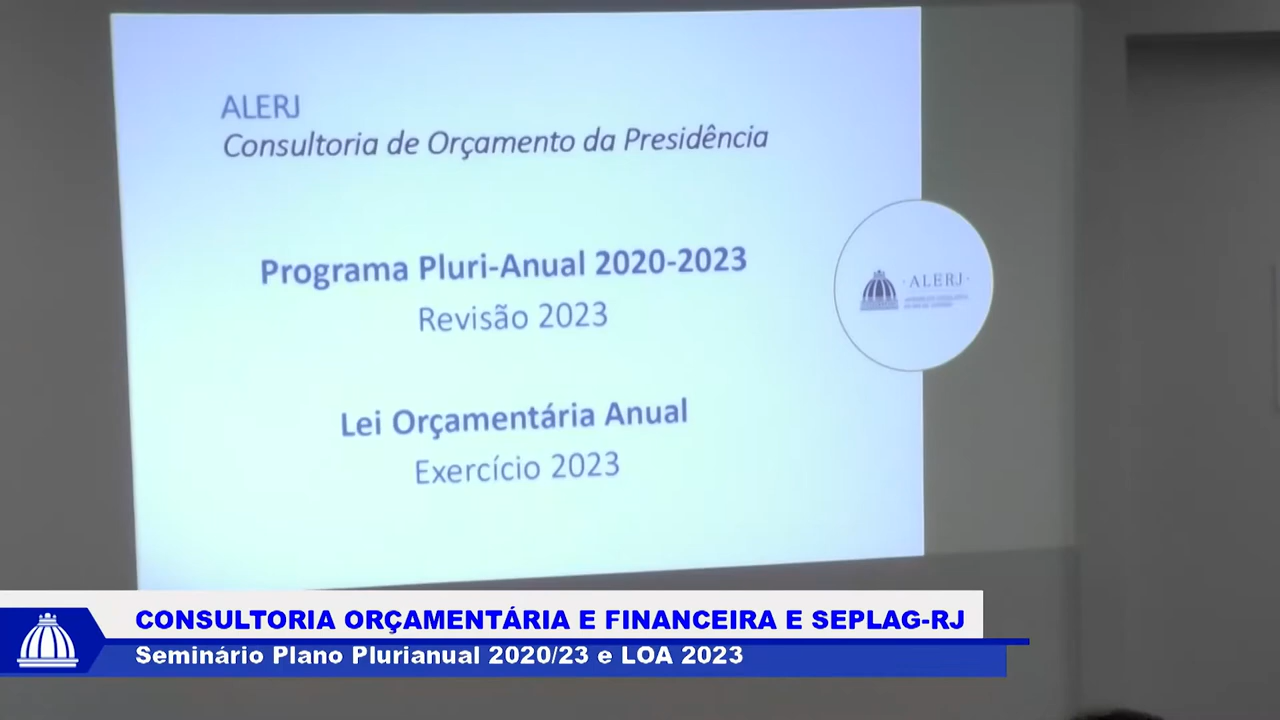 ALERJ
Consultoria de Orçamento da Presidência
Programa Pluri-Anual 2020-2023
Revisão 2023
Lei Orçamentária Anual
Exercício 2023
· ALERJ ·
CONSULTORIA ORÇAMENTÁRIA E FINANCEIRA E SEPLAG-RJ
Seminário Plano Plurianual 2020/23 e LOA 2023